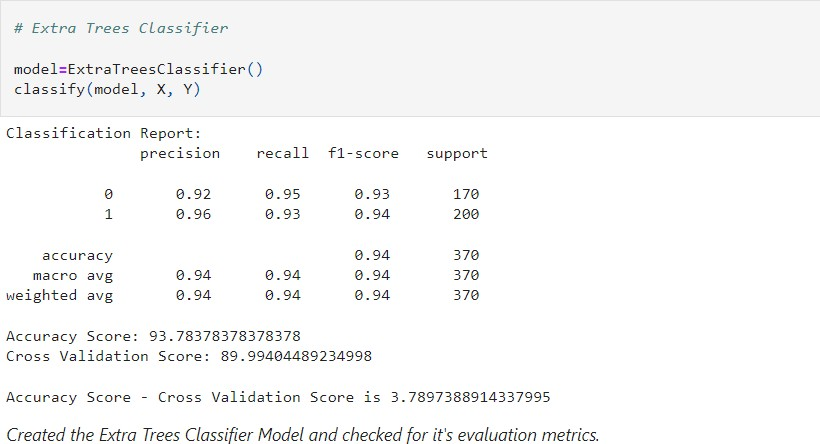 # Extra Trees Classifier
model=ExtraTreesClassifier()
classify(model, X, Y)
Classification Report:
precision recall f1-score support
0 0.92 0.95 0.93 170
1 0.96 0.93 0.94 200
accuracy 0.94 370
macro avg 0.94 0.94 0.94 370
weighted avg 0.94 0.94 0.94 370
Accuracy Score: 93.78378378378378
Cross Validation Score: 89.99404489234998
Accuracy Score - Cross Validation Score is 3.7897388914337995
Created the Extra Trees Classifier Model and checked for it's evaluation metrics.